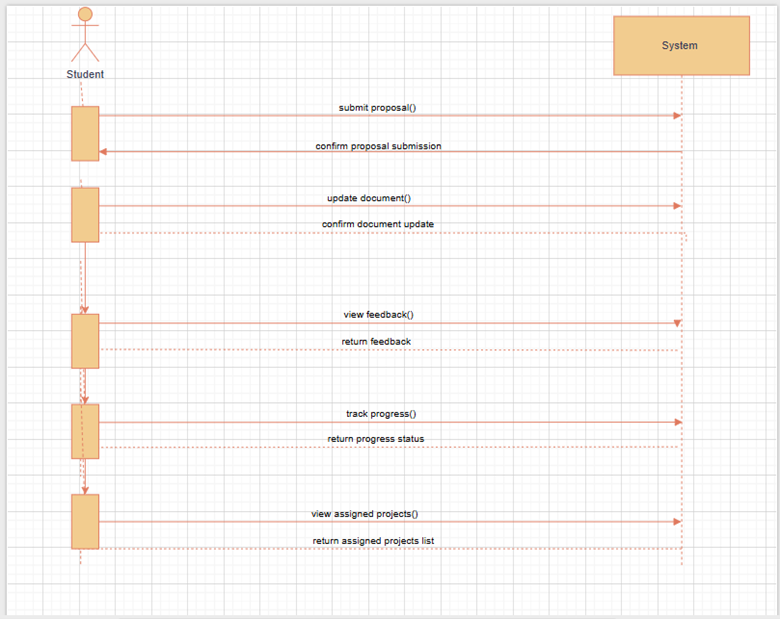 Student
System
submit proposal()
confirm proposal submission
update document()
confirm document update
view feedback()
return feedback
track progress()
return progress status
view assigned projects()
return assigned projects list